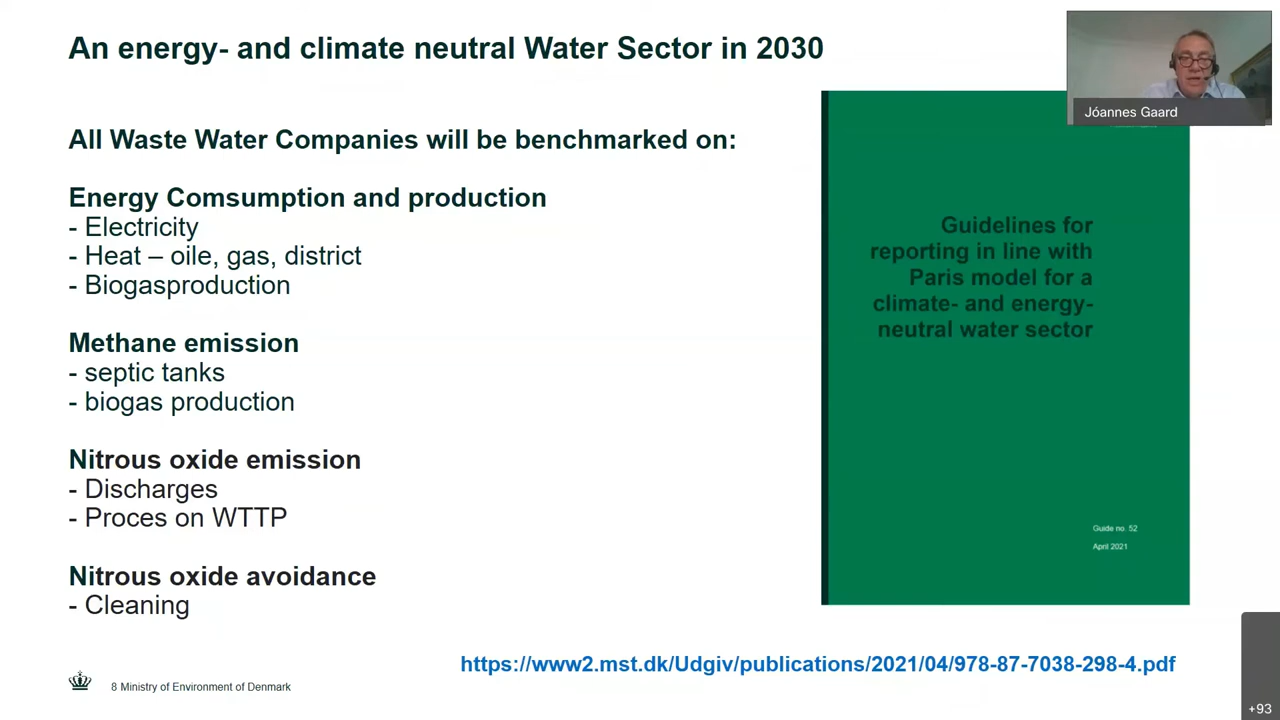 An energy- and climate neutral Water Sector in 2030
Jóannes Gaard
All Waste Water Companies will be benchmarked on:
Energy Comsumption and production
- Electricity
- Heat – oile, gas, district
- Biogasproduction
Methane emission
- septic tanks
- biogas production
Nitrous oxide emission
- Discharges
- Proces on WTTP
Nitrous oxide avoidance
- Cleaning
Guidelines for
reporting in line with
Paris model for a
climate- and energy-
neutral water sector
Guide no. 52
April 2021
https://www2.mst.dk/Udgiv/publications/2021/04/978-87-7038-298-4.pdf
8 Ministry of Environment of Denmark
+93